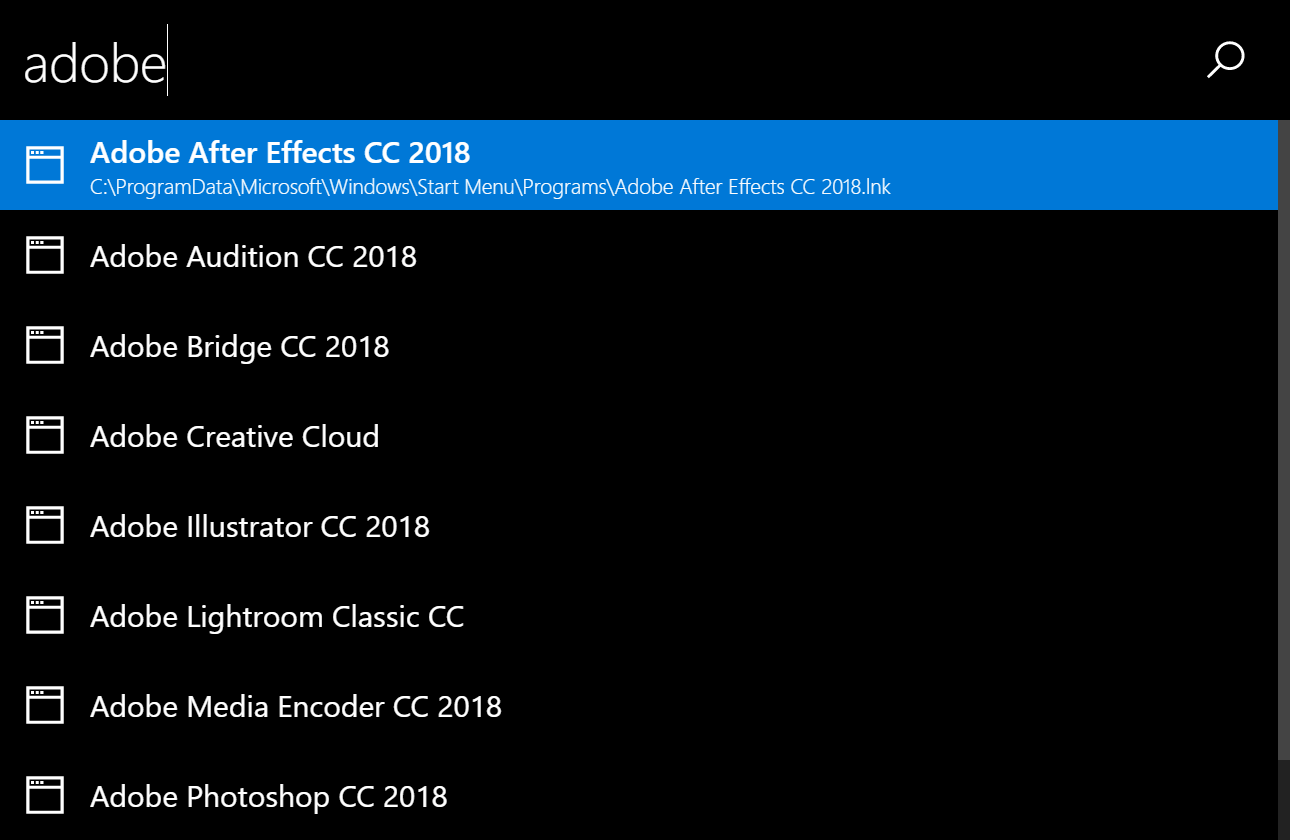 adobe
Adobe After Effects CC 2018
C:\ProgramData\Microsoft\Windows\Start Menu\Programs\Adobe After Effects CC 2018.lnk
Adobe Audition CC 2018
Adobe Bridge CC 2018
Adobe Creative Cloud
Adobe Illustrator CC 2018
Adobe Lightroom Classic CC
Adobe Media Encoder CC 2018
Adobe Photoshop CC 2018